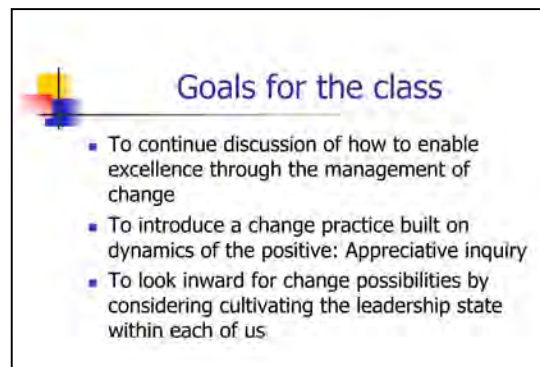 Goals for the class
To continue discussion of how to enable
excellence through the management of
change
To introduce a change practice built on
dynamics of the positive: Appreciative inquiry
To look inward for change possibilities by
considering cultivating the leadership state
within each of us